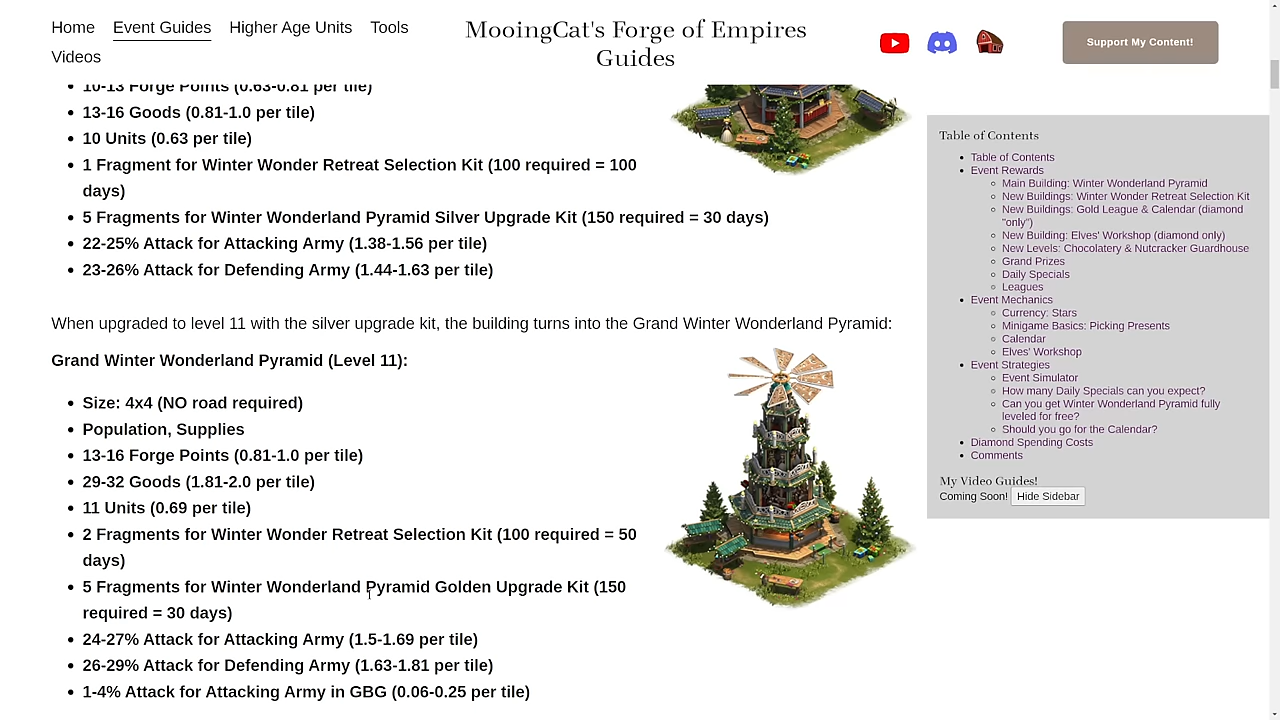 Home Event Guides Higher Age Units Tools
Videos
MooingCat's Forge of Empires
Guides
Support My Content!
10-13 Forge Points (0.63-0.81 per tile)
13-16 Goods (0.81-1.0 per tile)
10 Units (0.63 per tile)
1 Fragment for Winter Wonder Retreat Selection Kit (100 required = 100
days)
5 Fragments for Winter Wonderland Pyramid Silver Upgrade Kit (150 required = 30 days)
22-25% Attack for Attacking Army (1.38-1.56 per tile)
23-26% Attack for Defending Army (1.44-1.63 per tile)
When upgraded to level 11 with the silver upgrade kit, the building turns into the Grand Winter Wonderland Pyramid:
Grand Winter Wonderland Pyramid (Level 11):
Size: 4x4 (NO road required)
Population, Supplies
13-16 Forge Points (0.81-1.0 per tile)
29-32 Goods (1.81-2.0 per tile)
11 Units (0.69 per tile)
2 Fragments for Winter Wonder Retreat Selection Kit (100 required = 50
days)
5 Fragments for Winter Wonderland Pyramid Golden Upgrade Kit (150
required = 30 days)
24-27% Attack for Attacking Army (1.5-1.69 per tile)
26-29% Attack for Defending Army (1.63-1.81 per tile)
1-4% Attack for Attacking Army in GBG (0.06-0.25 per tile)
Table of Contents
Table of Contents
Event Rewards
Main Building: Winter Wonderland Pyramid
New Buildings: Winter Wonder Retreat Selection Kit
New Buildings: Gold League & Calendar (diamond
"only")
New Building: Elves' Workshop (diamond only)
New Levels: Chocolatery & Nutcracker Guardhouse
Grand Prizes
Daily Specials
Leagues
Event Mechanics
Currency: Stars
Minigame Basics: Picking Presents
Calendar
Elves' Workshop
Event Strategies
Event Simulator
How many Daily Specials can you expect?
Can you get Winter Wonderland Pyramid fully
leveled for free?
Should you go for the Calendar?
Diamond Spending Costs
Comments
My Video Guides!
Coming Soon! Hide Sidebar